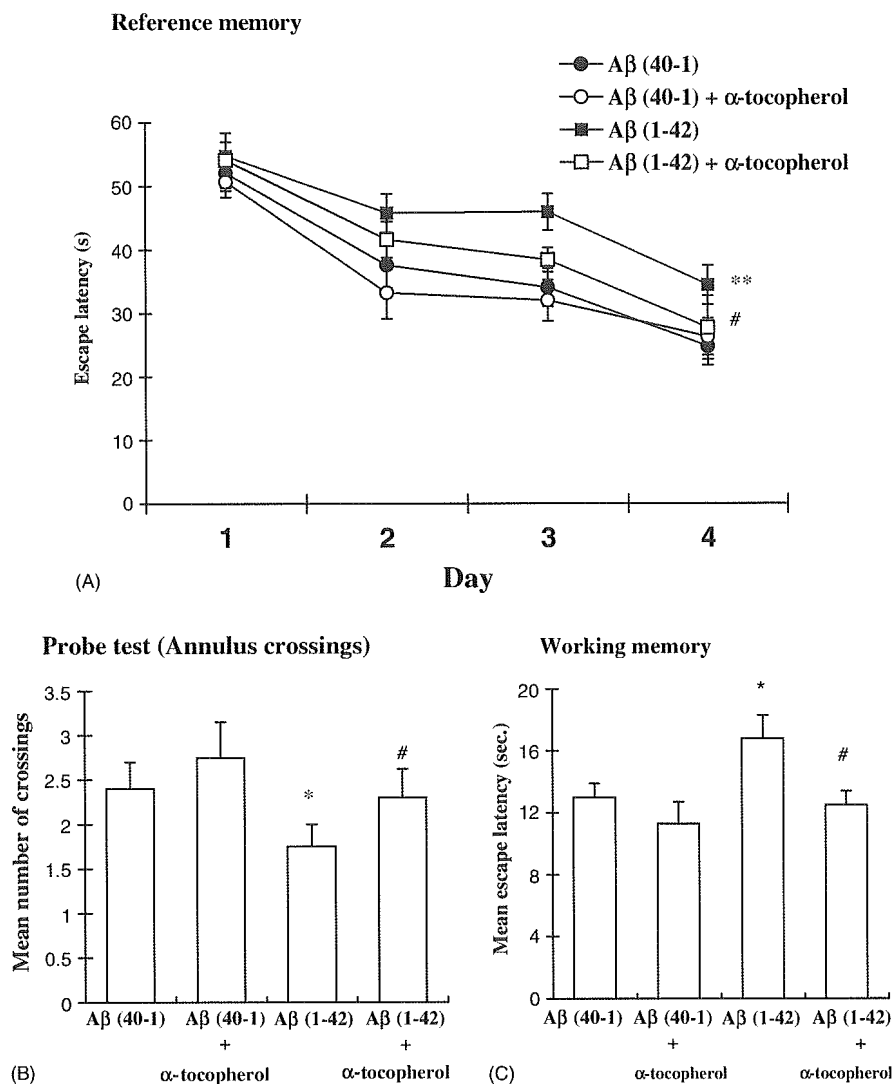 Reference memory
Aβ (40-1)
Aβ (40-1) + α-tocopherol
Aβ (1-42)
Aβ (1-42) + α-tocopherol
60
50
40
30
20
10
0
Escape latency (s)
**
#
1 2 3 4
(A) Day
Probe test (Annulus crossings)
3.5
3
2.5
2
1.5
1
0.5
0
Mean number of crossings
*
#
Aβ (40-1) Aβ (40-1) Aβ (1-42) Aβ (1-42)
+ +
(B) α-tocopherol α-tocopherol
Working memory
20
16
12
8
4
0
Mean escape latency (sec.)
*
#
Aβ (40-1) Aβ (40-1) Aβ (1-42) Aβ (1-42)
+ +
(C) α-tocopherol α-tocopherol